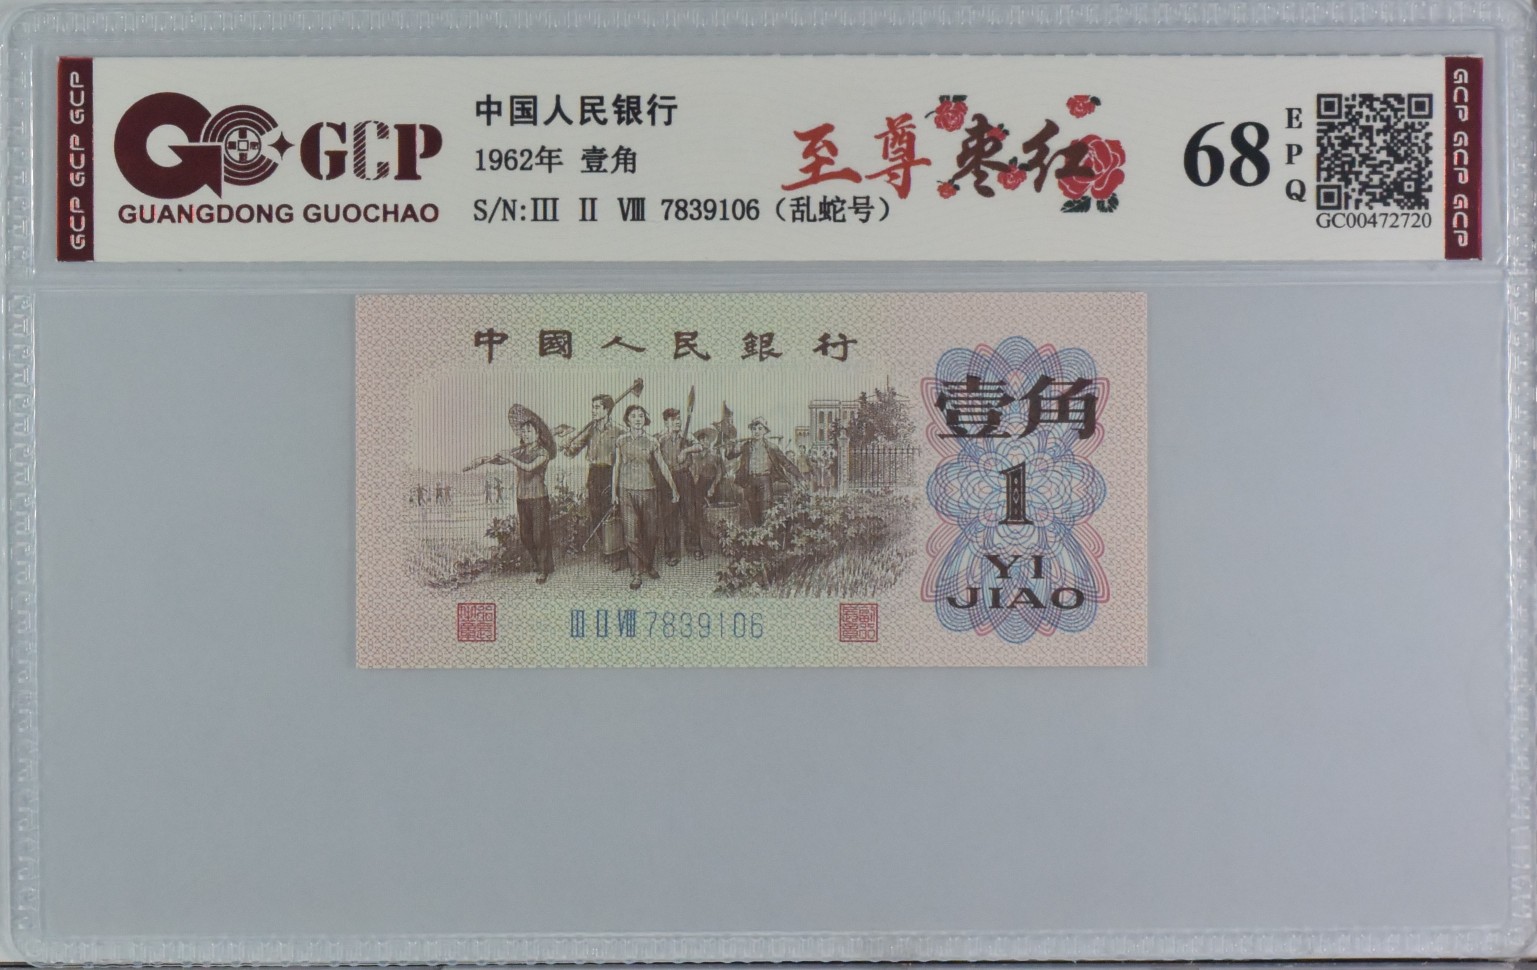 GCP GCP GCP
GCP
GUANGDONG GUOCHAO
中国人民银行
1962年 壹角
S/N:III II VIII 7839106（乱蛇号）
至尊枣红
68
EPQ
GC00472720
GCP GCP GCP
中國人民銀行
壹角
1
YI
JIAO
III II VIII 7839106